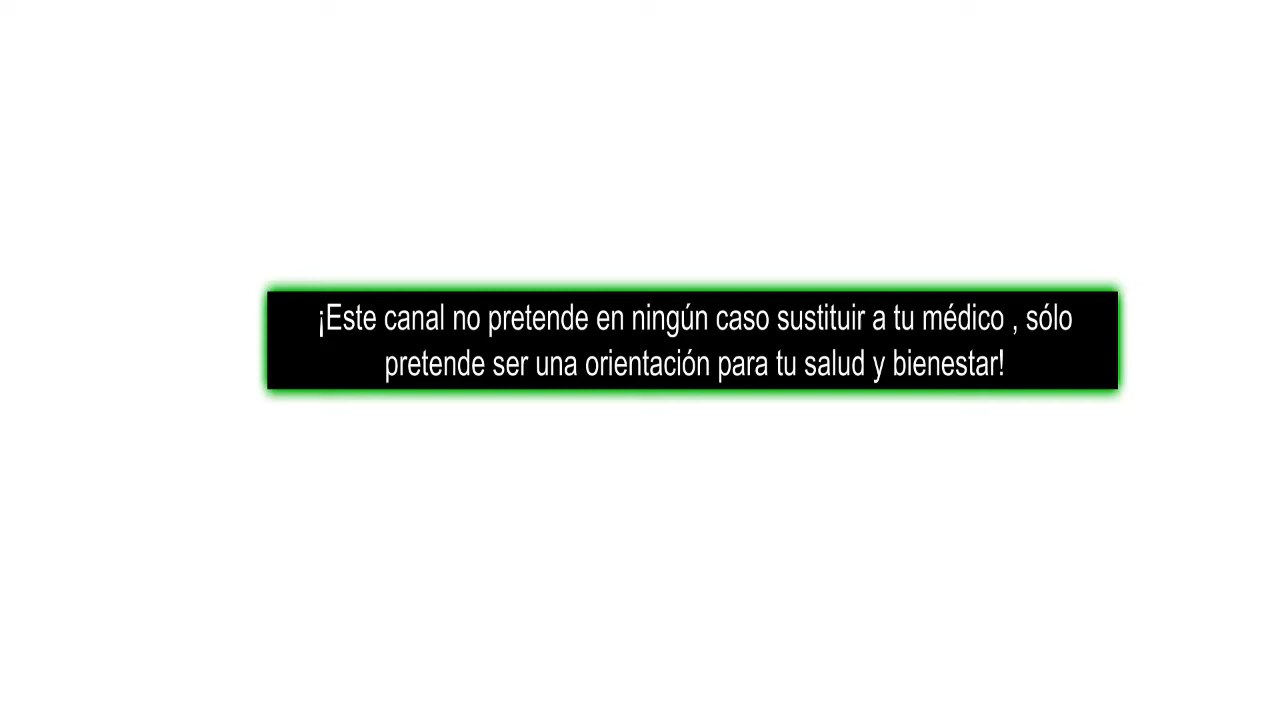 ¡Este canal no pretende en ningún caso sustituir a tu médico , sólo
pretende ser una orientación para tu salud y bienestar!